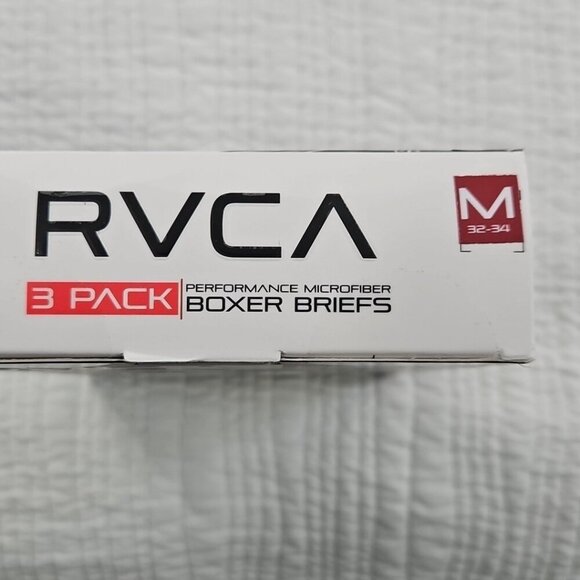 RVCA
M
32-34
3 PACK
PERFORMANCE MICROFIBER
BOXER BRIEFS